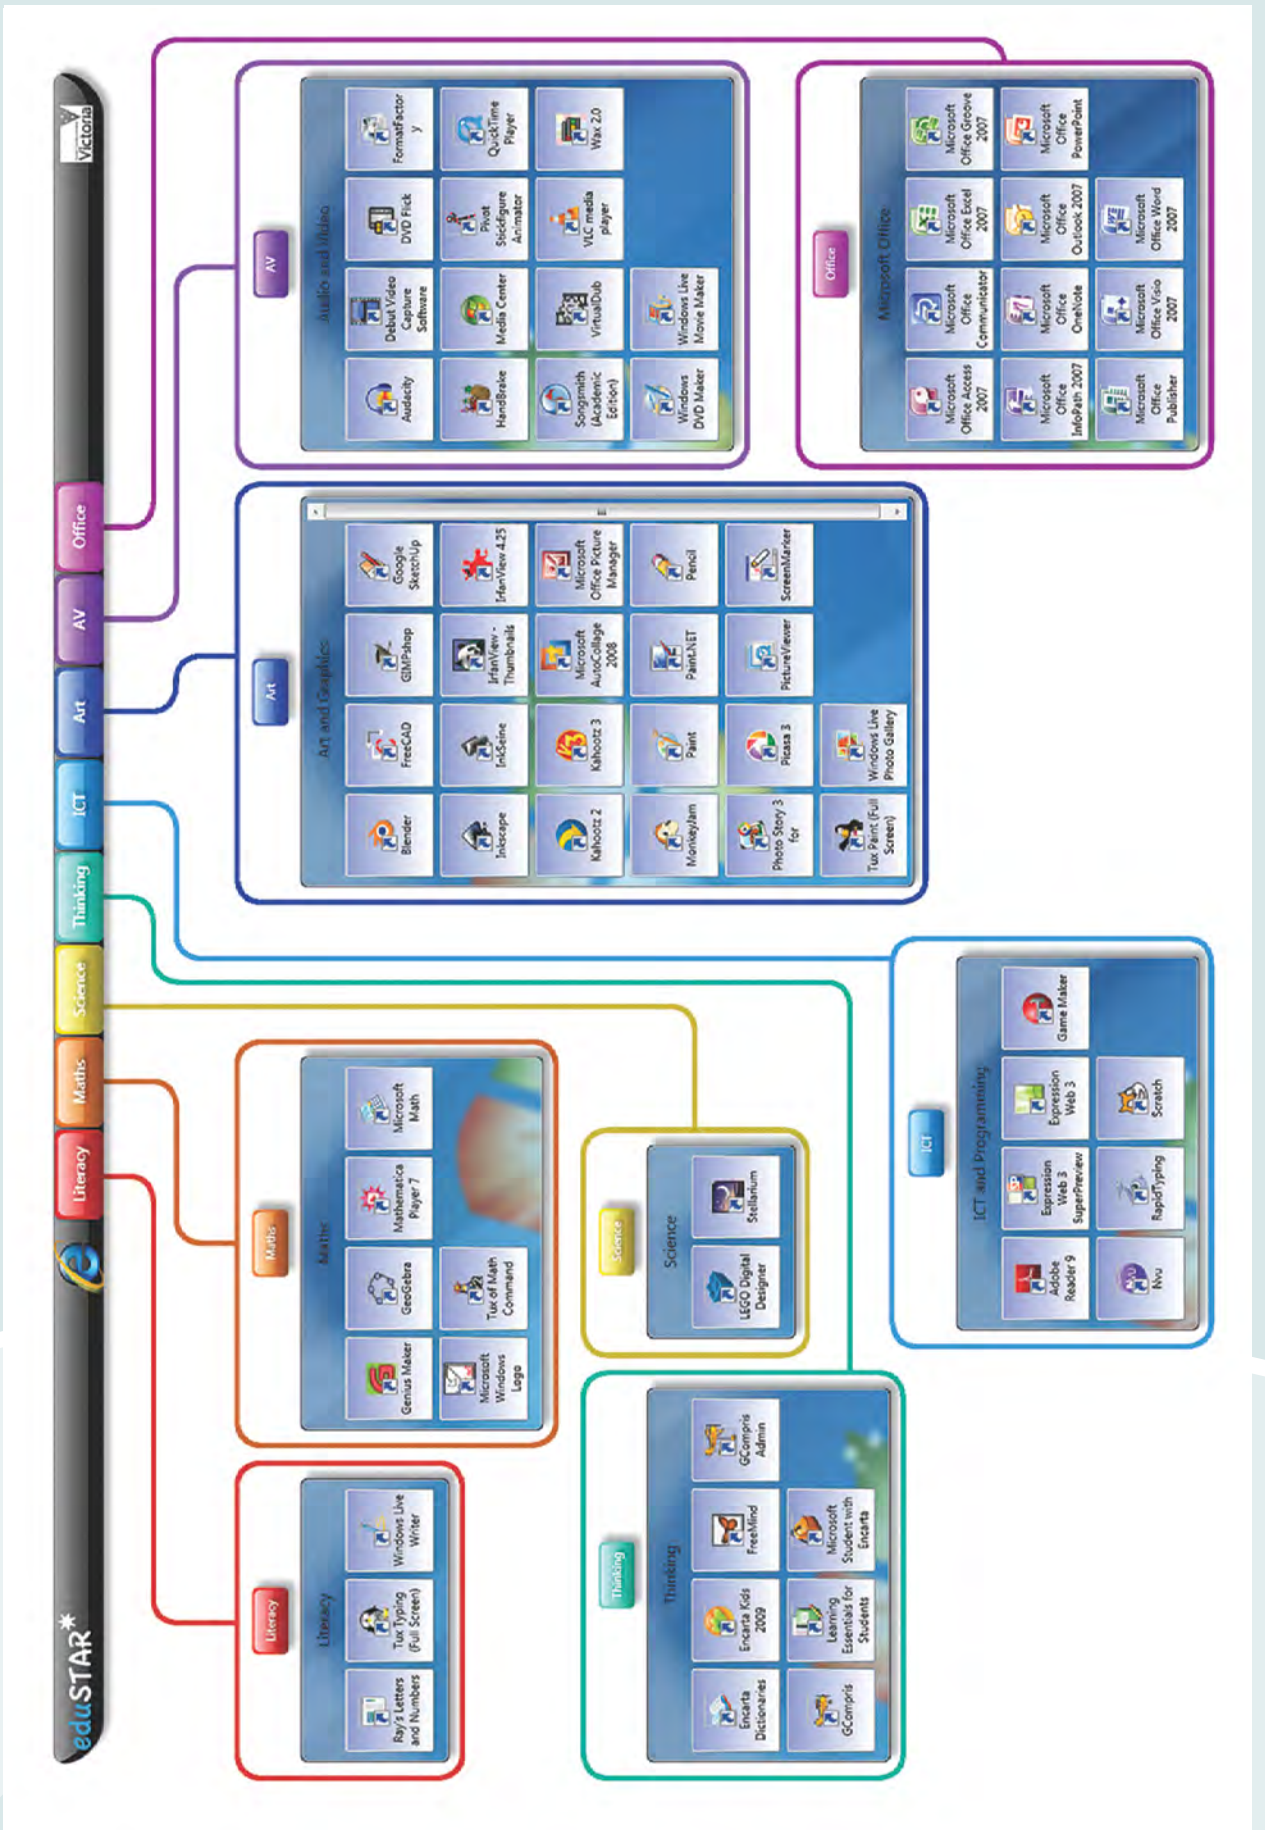 eduSTAR*
Literacy
Maths
Science
Thinking
ICT
Art
AV
Office
Victoria
Literacy
Literacy
Ray's Letters
and Numbers
Tux Typing
(Full Screen)
Windows Live
Writer
Maths
Maths
Genius Maker
GeoGebra
Mathematica
Player 7
Microsoft
Math
Microsoft
Windows
Logo
Tux of Math
Command
Art
Art and Graphics
Blender
FreeCAD
GIMPshop
Google
SketchUp
Inkscape
InkSeine
IrfanView -
Thumbnails
IrfanView 4.25
Kahootz 2
Kahootz 3
Microsoft
AutoCollage
2008
Microsoft
Office Picture
Manager
MonkeyJam
Paint
Paint.NET
Pencil
Photo Story 3
for
Picasa 3
PictureViewer
ScreenMarker
Tux Paint (Full
Screen)
Windows Live
Photo Gallery
AV
Audio and Video
Audacity
Debut Video
Capture
Software
DVD Flick
FormatFactor
y
HandBrake
Media Center
Pivot
Stickfigure
Animator
QuickTime
Player
Songsmith
(Academic
Edition)
VirtualDub
VLC media
player
Wax 2.0
Windows
DVD Maker
Windows Live
Movie Maker
Thinking
Thinking
Encarta
Dictionaries
Encarta Kids
2009
FreeMind
GCompris
Admin
GCompris
Learning
Essentials for
Students
Microsoft
Student with
Encarta
Science
Science
LEGO Digital
Designer
Stellarium
ICT
ICT and Programming
Adobe
Reader 9
Expression
Web 3
SuperPreview
Expression
Web 3
Game Maker
Nvu
RapidTyping
Scratch
Office
Microsoft Office
Microsoft
Office Access
2007
Microsoft
Office
Communicator
Microsoft
Office Excel
2007
Microsoft
Office Groove
2007
Microsoft
Office
InfoPath 2007
Microsoft
Office
OneNote
Microsoft
Office
Outlook 2007
Microsoft
Office
PowerPoint
Microsoft
Office
Publisher
Microsoft
Office Visio
2007
Microsoft
Office Word
2007